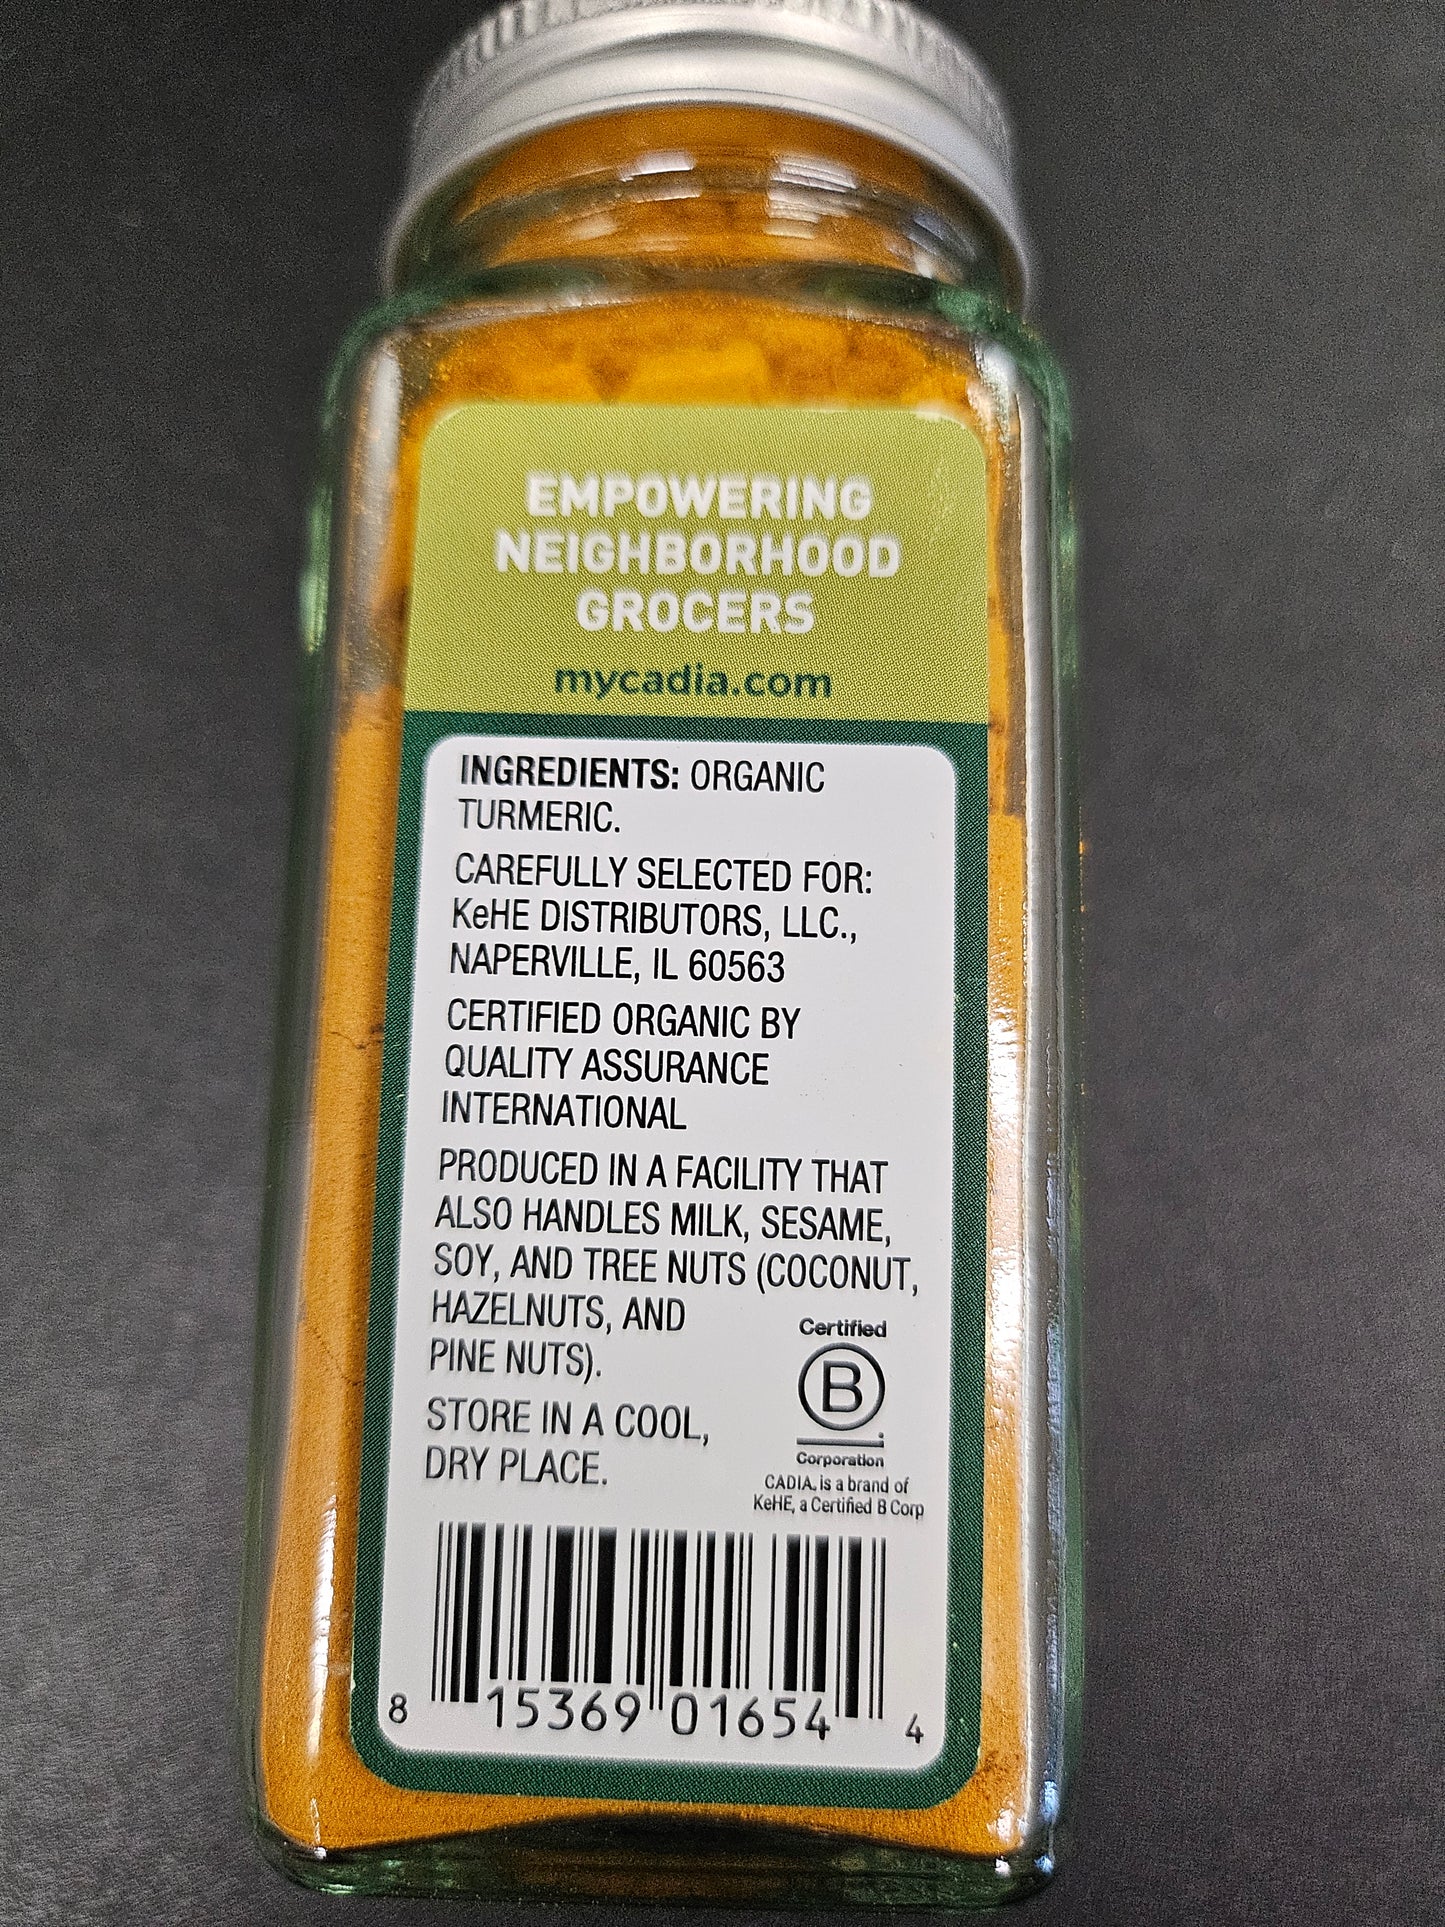 EMPOWERING
NEIGHBORHOOD
GROCERS
mycadia.com
INGREDIENTS: ORGANIC
TURMERIC.
CAREFULLY SELECTED FOR:
KeHE DISTRIBUTORS, LLC.,
NAPERVILLE, IL 60563
CERTIFIED ORGANIC BY
QUALITY ASSURANCE
INTERNATIONAL
PRODUCED IN A FACILITY THAT
ALSO HANDLES MILK, SESAME,
SOY, AND TREE NUTS (COCONUT,
HAZELNUTS, AND
PINE NUTS).
STORE IN A COOL,
DRY PLACE.
Certified
B
Corporation
CADIA, is a brand of
KeHE, a Certified B Corp
8 15369 01654 4